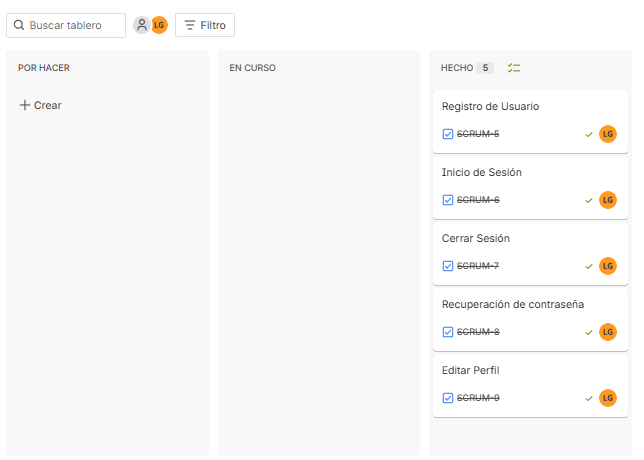 Buscar tablero
LG
Filtro
POR HACER
Crear
EN CURSO
HECHO 5
Registro de Usuario
SCRUM-5
LG
Inicio de Sesión
SCRUM-6
LG
Cerrar Sesión
SCRUM-7
LG
Recuperación de contraseña
SCRUM-8
LG
Editar Perfil
SCRUM-9
LG